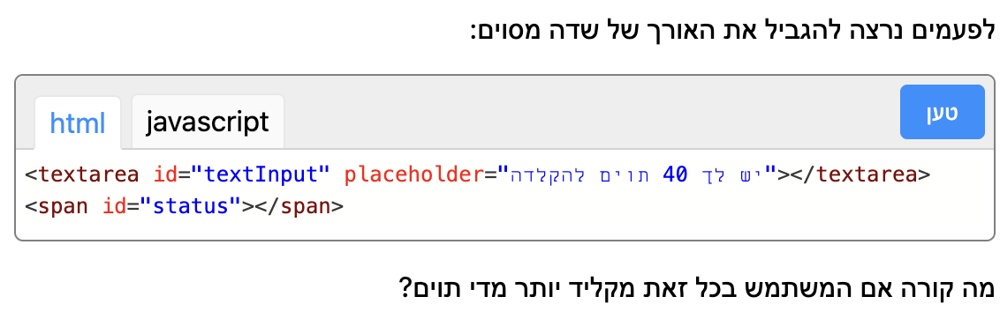 לפעמים נרצה להגביל את האורך של שדה מסוים:
html javascript טען
<textarea id="textInput" placeholder="יש לך 40 תוים להקלדה"></textarea>
<span id="status"></span>
מה קורה אם המשתמש בכל זאת מקליד יותר מדי תוים?